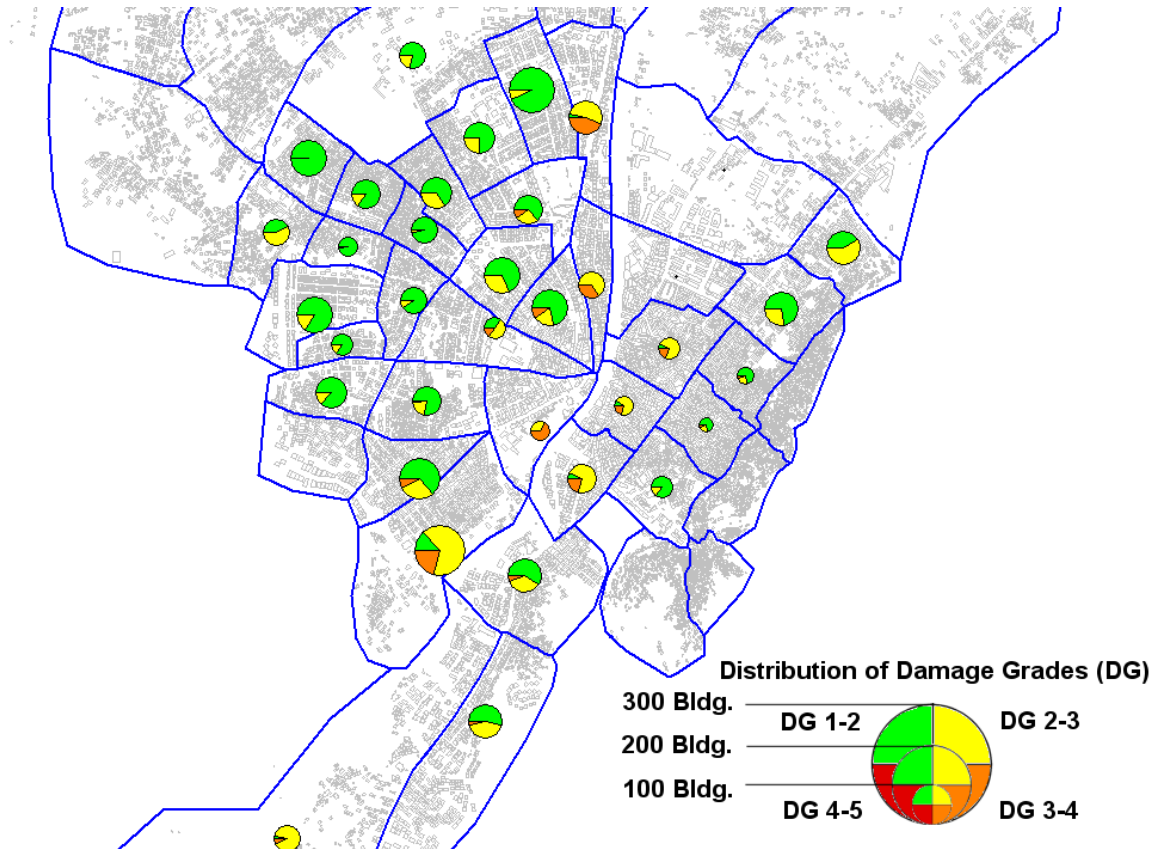 Distribution of Damage Grades (DG)
300 Bldg.
DG 1-2
DG 2-3
200 Bldg.
100 Bldg.
DG 4-5
DG 3-4